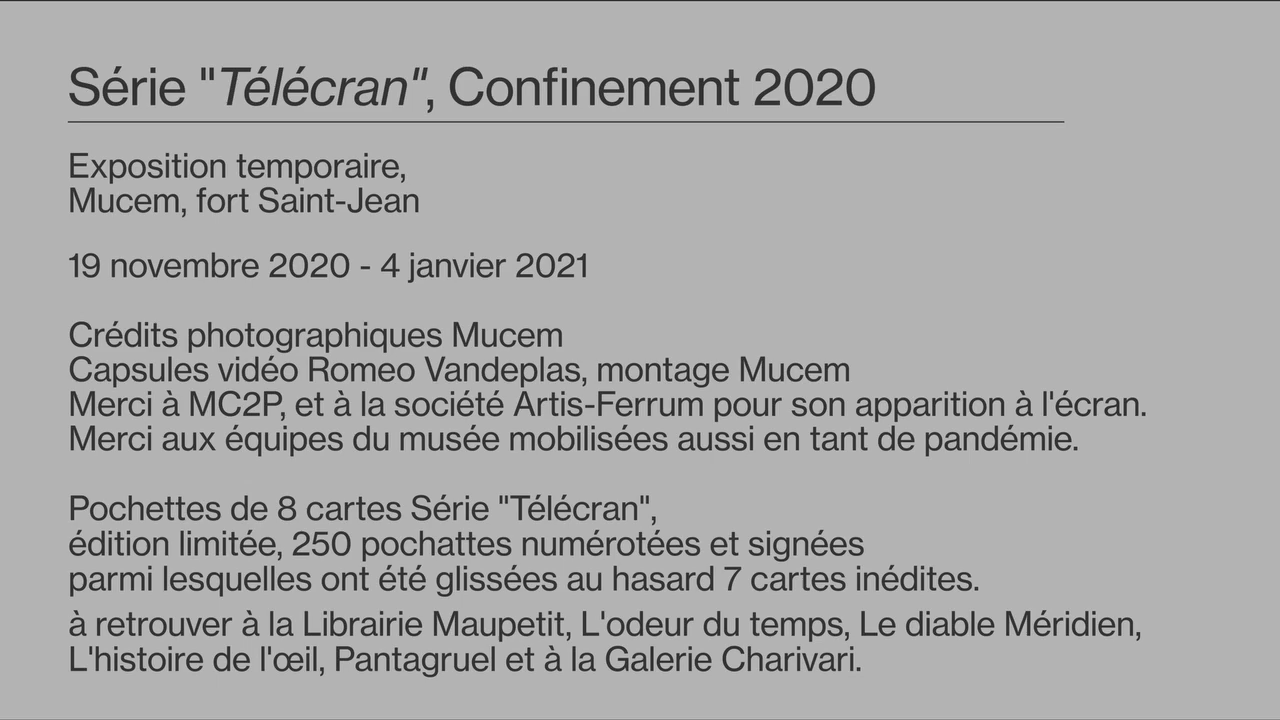 Série "Télécran", Confinement 2020
Exposition temporaire,
Mucem, fort Saint-Jean
19 novembre 2020 - 4 janvier 2021
Crédits photographiques Mucem
Capsules vidéo Romeo Vandeplas, montage Mucem
Merci à MC2P, et à la société Artis-Ferrum pour son apparition à l'écran.
Merci aux équipes du musée mobilisées aussi en tant de pandémie.
Pochettes de 8 cartes Série "Télécran",
édition limitée, 250 pochattes numérotées et signées
parmi lesquelles ont été glissées au hasard 7 cartes inédites.
à retrouver à la Librairie Maupetit, L'odeur du temps, Le diable Méridien,
L'histoire de l'œil, Pantagruel et à la Galerie Charivari.